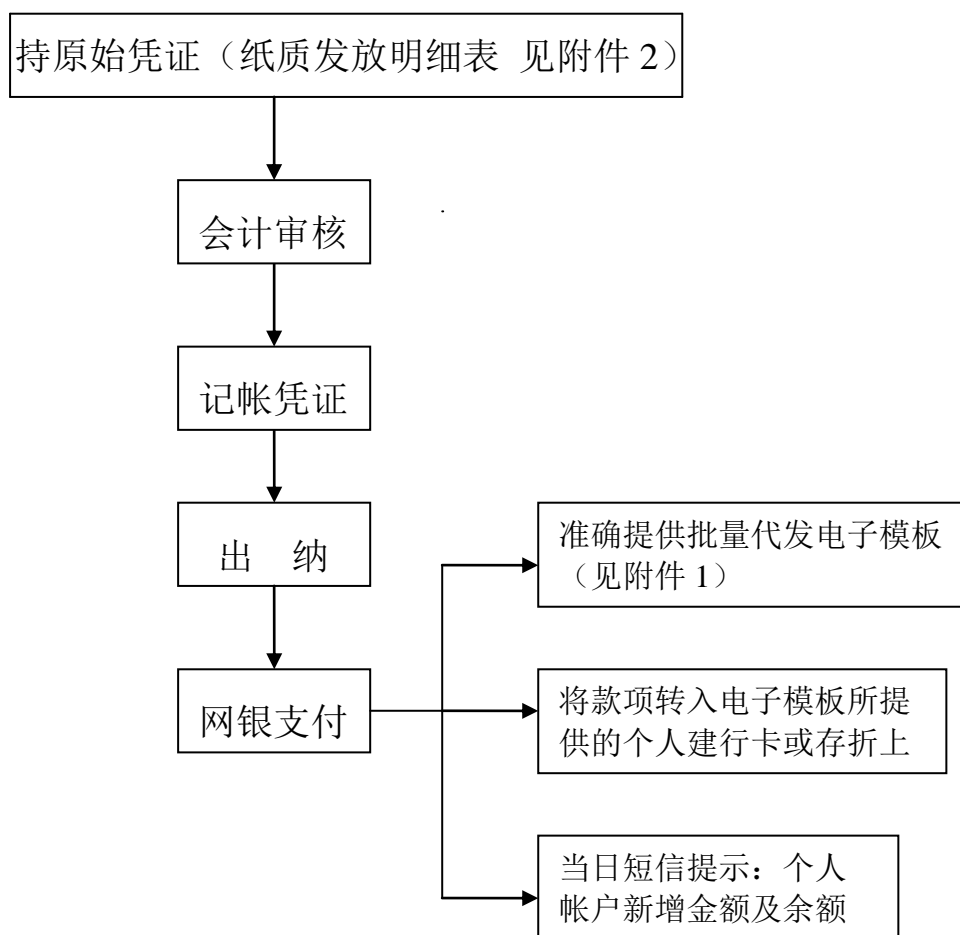 持原始凭证（纸质发放明细表 见附件 2）
会计审核
记帐凭证
出 纳
网银支付
准确提供批量代发电子模板
（见附件 1）
将款项转入电子模板所提
供的个人建行卡或存折上
当日短信提示：个人
帐户新增金额及余额